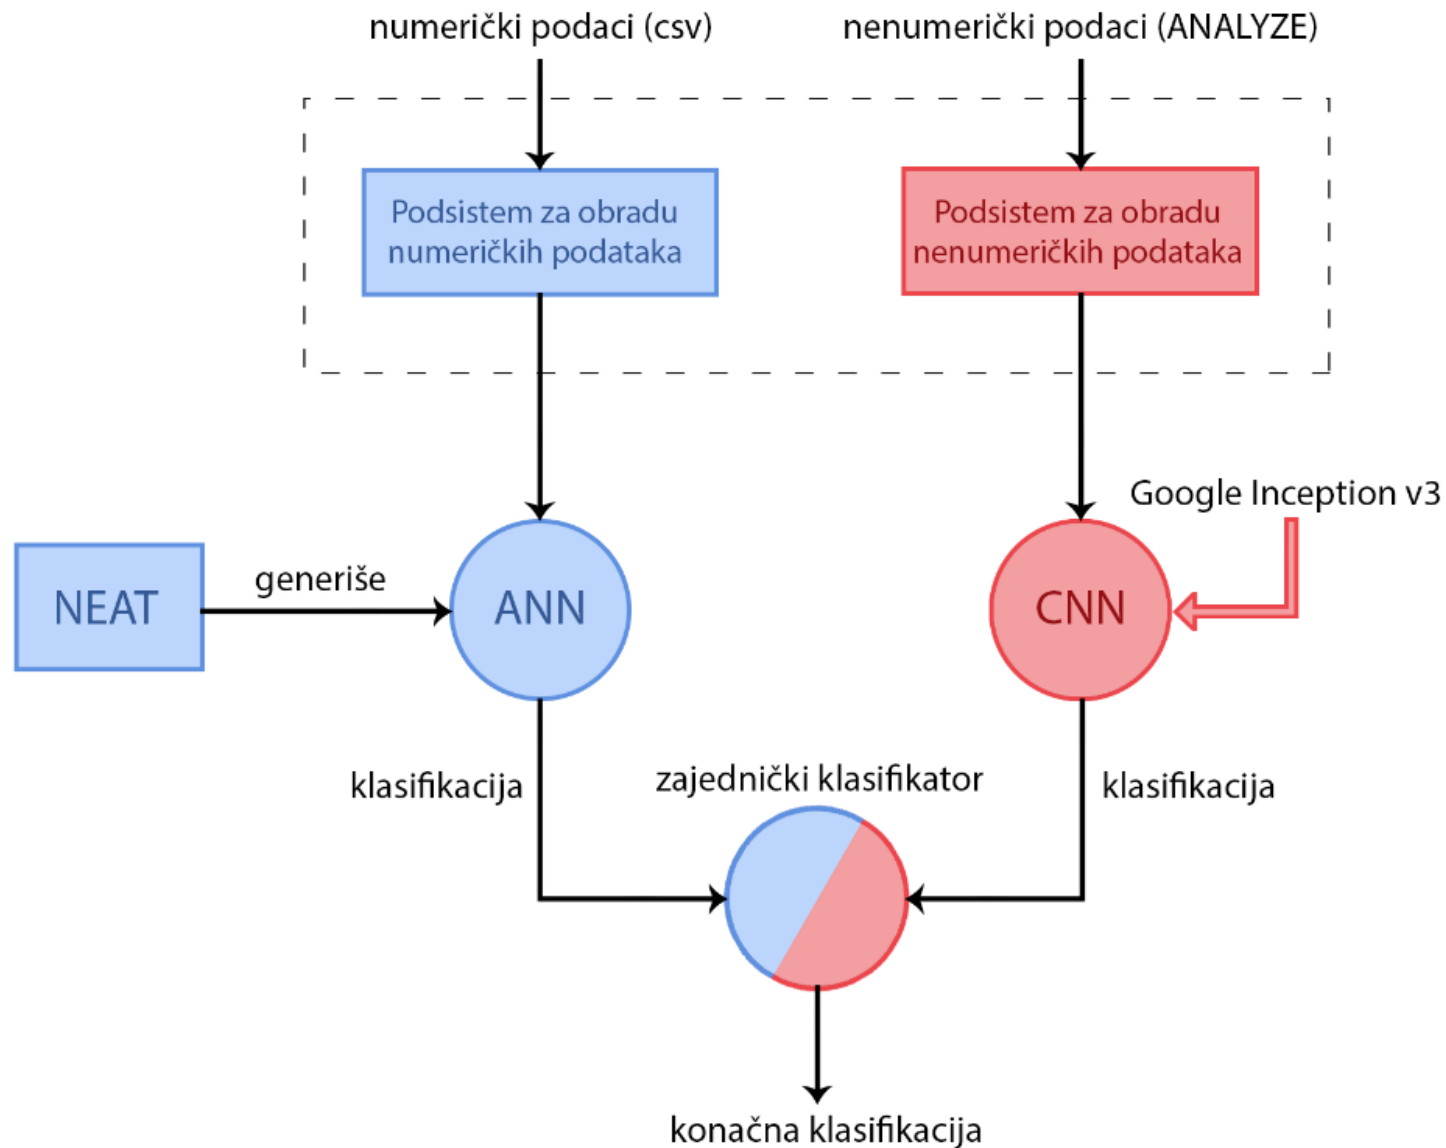 numerički podaci (csv)
nenumerički podaci (ANALYZE)
Podsistem za obradu
numeričkih podataka
Podsistem za obradu
nenumeričkih podataka
Google Inception v3
NEAT
generiše
ANN
CNN
klasifikacija
zajednički klasifikator
klasifikacija
konačna klasifikacija